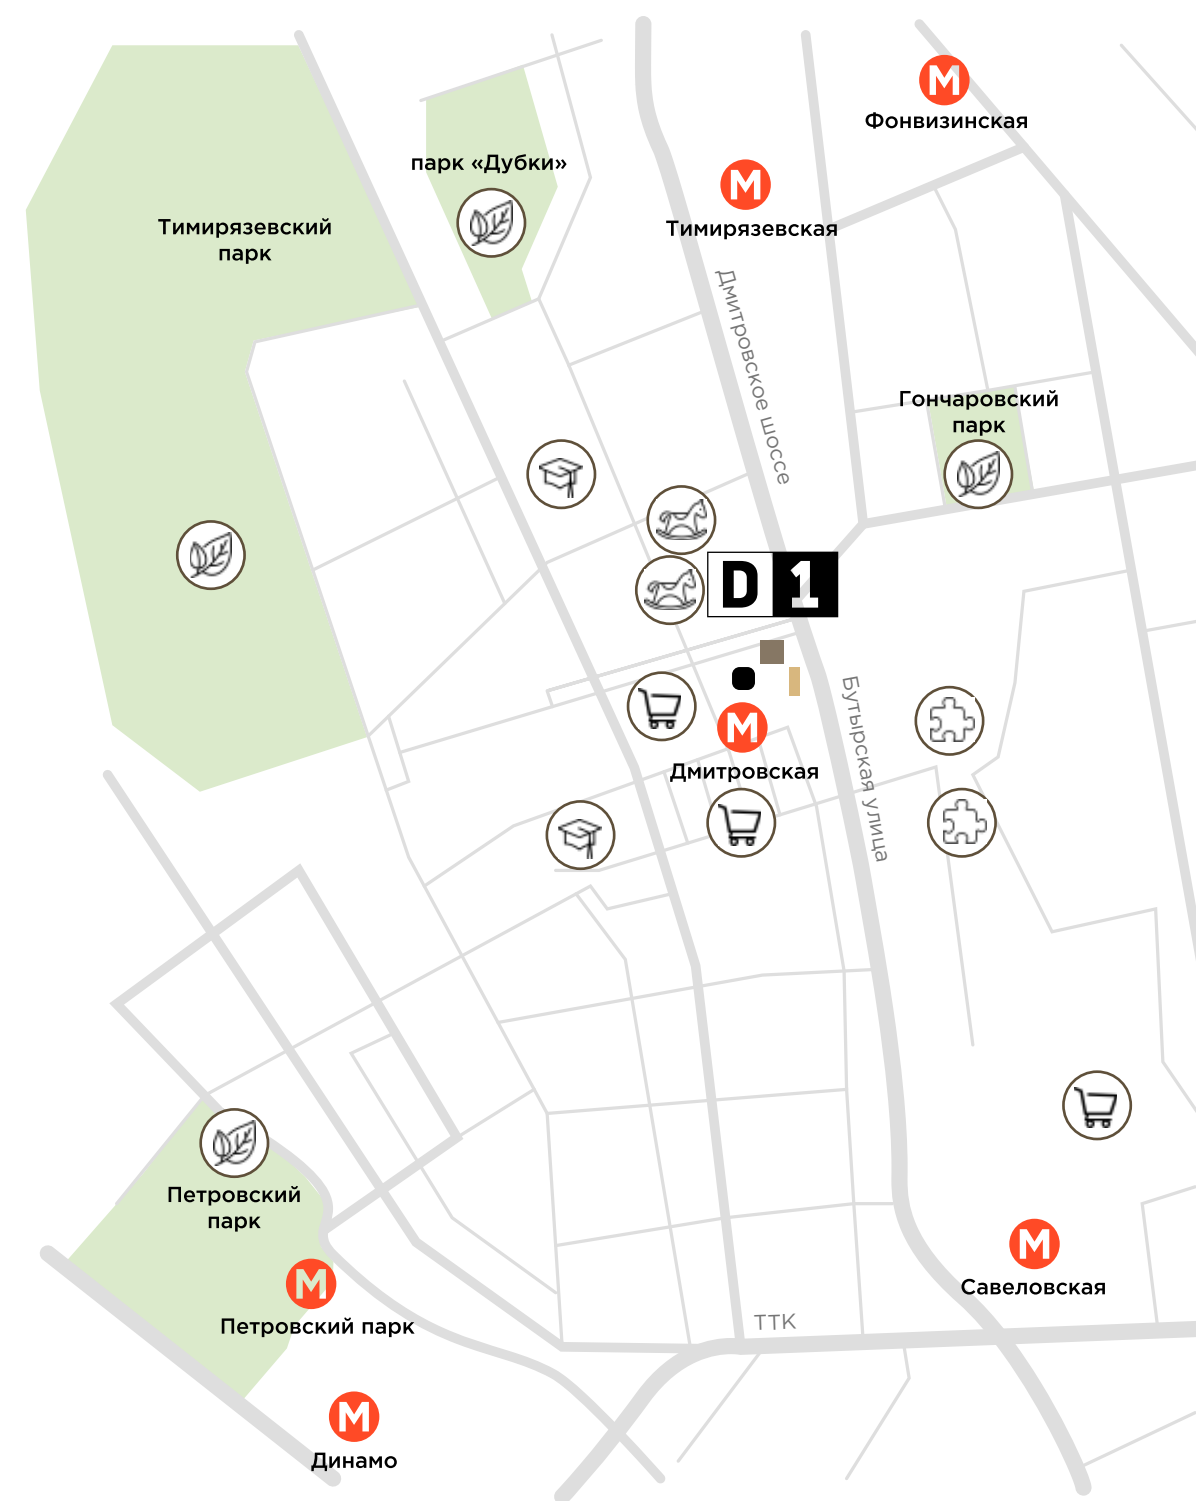 М
Фонвизинская
парк «Дубки»
М
Тимирязевская
Тимирязевский
парк
Дмитровское шоссе
Гончаровский
парк
D1
Бутырская улица
М
Дмитровская
Петровский
парк
М
Савеловская
М
Петровский парк
ТТК
М
Динамо